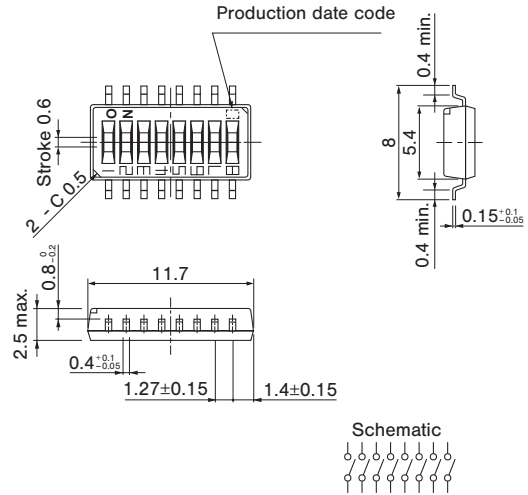 Production date code
0.4 min.
ON
Stroke 0.6
8
5.4
2 - C 0.5
0.4 min.
0.15 +0.1 -0.05
11.7
0.8 0 -0.2
2.5 max.
0.4 +0.1 -0.05
1.27±0.15
1.4±0.15
Schematic